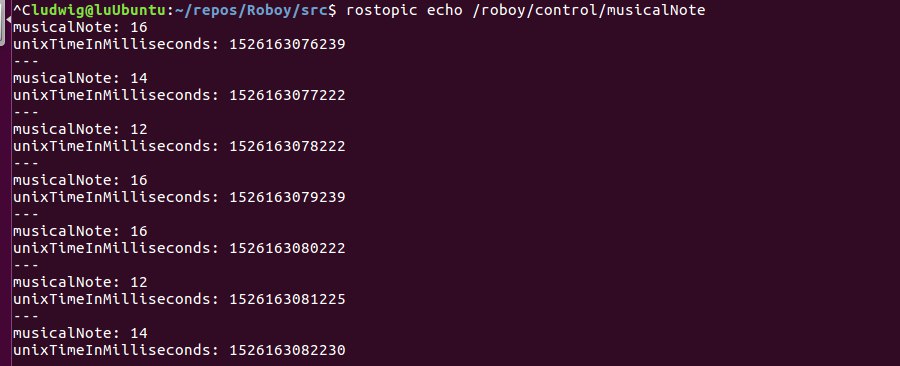 ^Cludwig@luUbuntu:~/repos/Roboy/src$ rostopic echo /roboy/control/musicalNote
musicalNote: 16
unixTimeInMilliseconds: 1526163076239
---
musicalNote: 14
unixTimeInMilliseconds: 1526163077222
---
musicalNote: 12
unixTimeInMilliseconds: 1526163078222
---
musicalNote: 16
unixTimeInMilliseconds: 1526163079239
---
musicalNote: 16
unixTimeInMilliseconds: 1526163080222
---
musicalNote: 12
unixTimeInMilliseconds: 1526163081225
---
musicalNote: 14
unixTimeInMilliseconds: 1526163082230